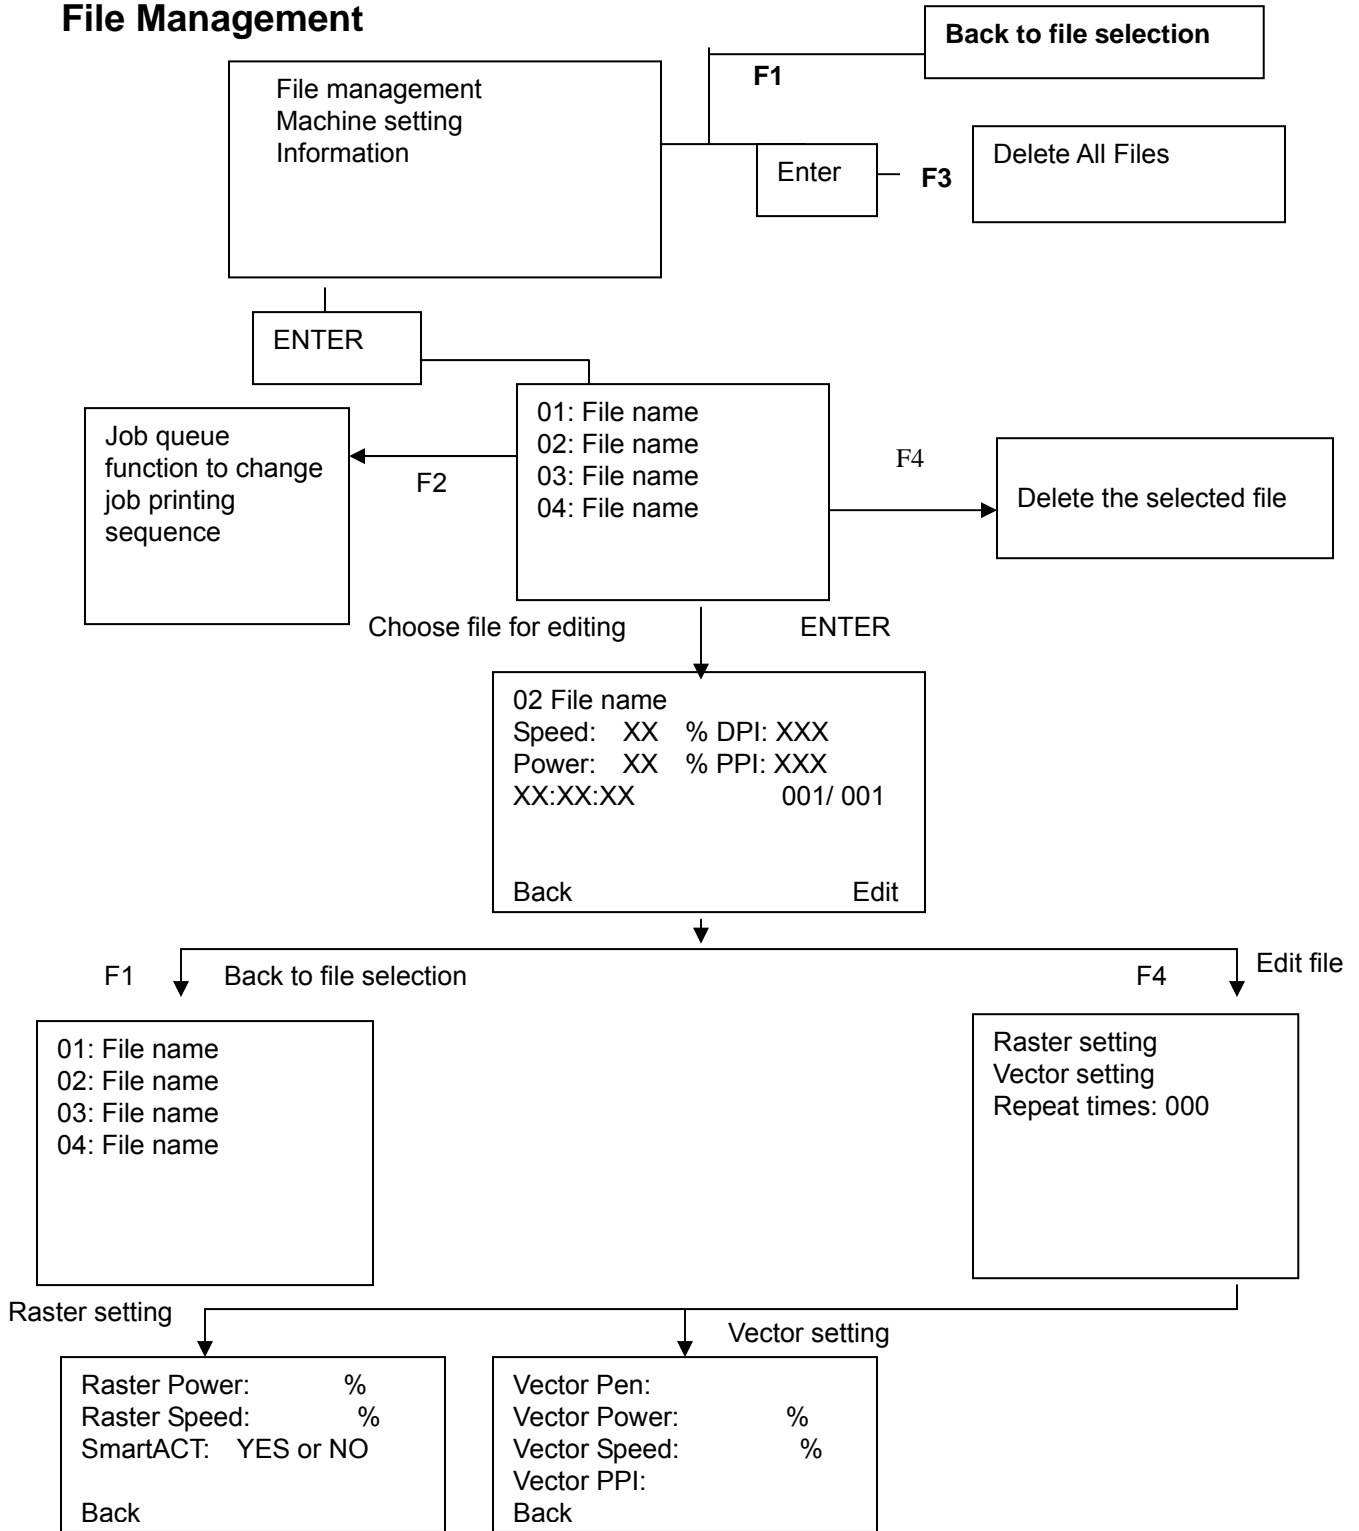 File Management
Back to file selection
F1
File management
Machine setting
Information
Enter
F3
Delete All Files
ENTER
Job queue
function to change
job printing
sequence
F2
01: File name
02: File name
03: File name
04: File name
F4
Delete the selected file
Choose file for editing
ENTER
02 File name
Speed: XX % DPI: XXX
Power: XX % PPI: XXX
XX:XX:XX 001/ 001
Back Edit
F1 Back to file selection
F4 Edit file
01: File name
02: File name
03: File name
04: File name
Raster setting
Vector setting
Repeat times: 000
Raster setting
Vector setting
Raster Power: %
Raster Speed: %
SmartACT: YES or NO
Back
Vector Pen:
Vector Power: %
Vector Speed: %
Vector PPI:
Back